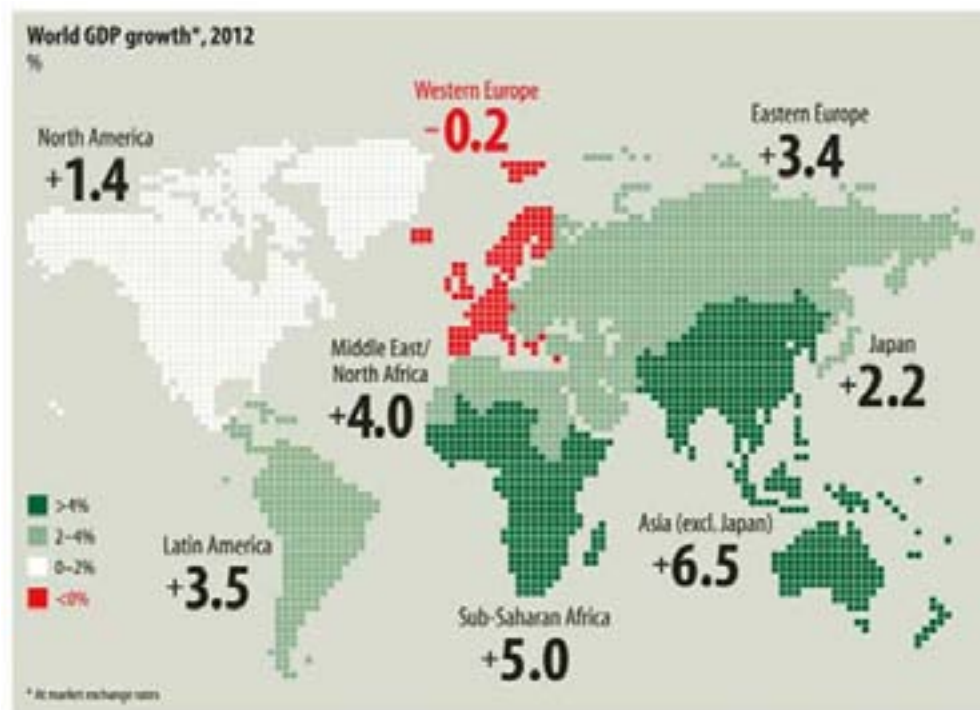 World GDP growth*, 2012
%
North America
+1.4
Western Europe
-0.2
Eastern Europe
+3.4
Middle East/
North Africa
+4.0
Japan
+2.2
>4%
2-4%
0-2%
<0%
Latin America
+3.5
Asia (excl. Japan)
+6.5
Sub-Saharan Africa
+5.0
* At market exchange rates